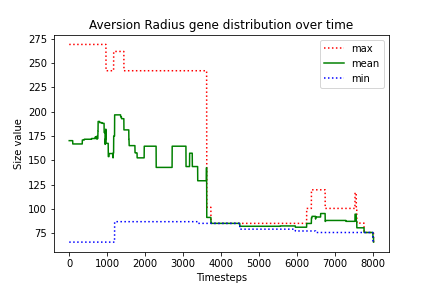 Aversion Radius gene distribution over time
275
250
225
200
175
150
125
100
75
Size value
max
mean
min
0 1000 2000 3000 4000 5000 6000 7000 8000
Timesteps